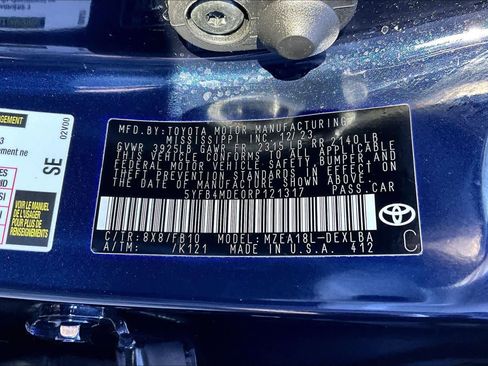 MFD.BY:TOYOTA MOTOR MANUFACTURING
MISSISSIPPI INC. 12/23
GVWR 3925LB GAWR FR 2315LB RR 2140LB
THIS VEHICLE CONFORMS TO ALL APPLICABLE
FEDERAL MOTOR VEHICLE SAFETY, BUMPER, AND
THEFT PREVENTION STANDARDS IN EFFECT ON
THE DATE OF MANUFACTURE SHOWN ABOVE.
5YFB4MDE0RP121317 PASS.CAR
C/TR: 8X8/FB10 MODEL: MZEA18L-DEXLBA
A/TM: /K121 MADE IN U.S.A. 412
TOYOTA
C
02V00
SE
VOIR LE
MANUEL DE
L'USAGER
POUR PLUS DE